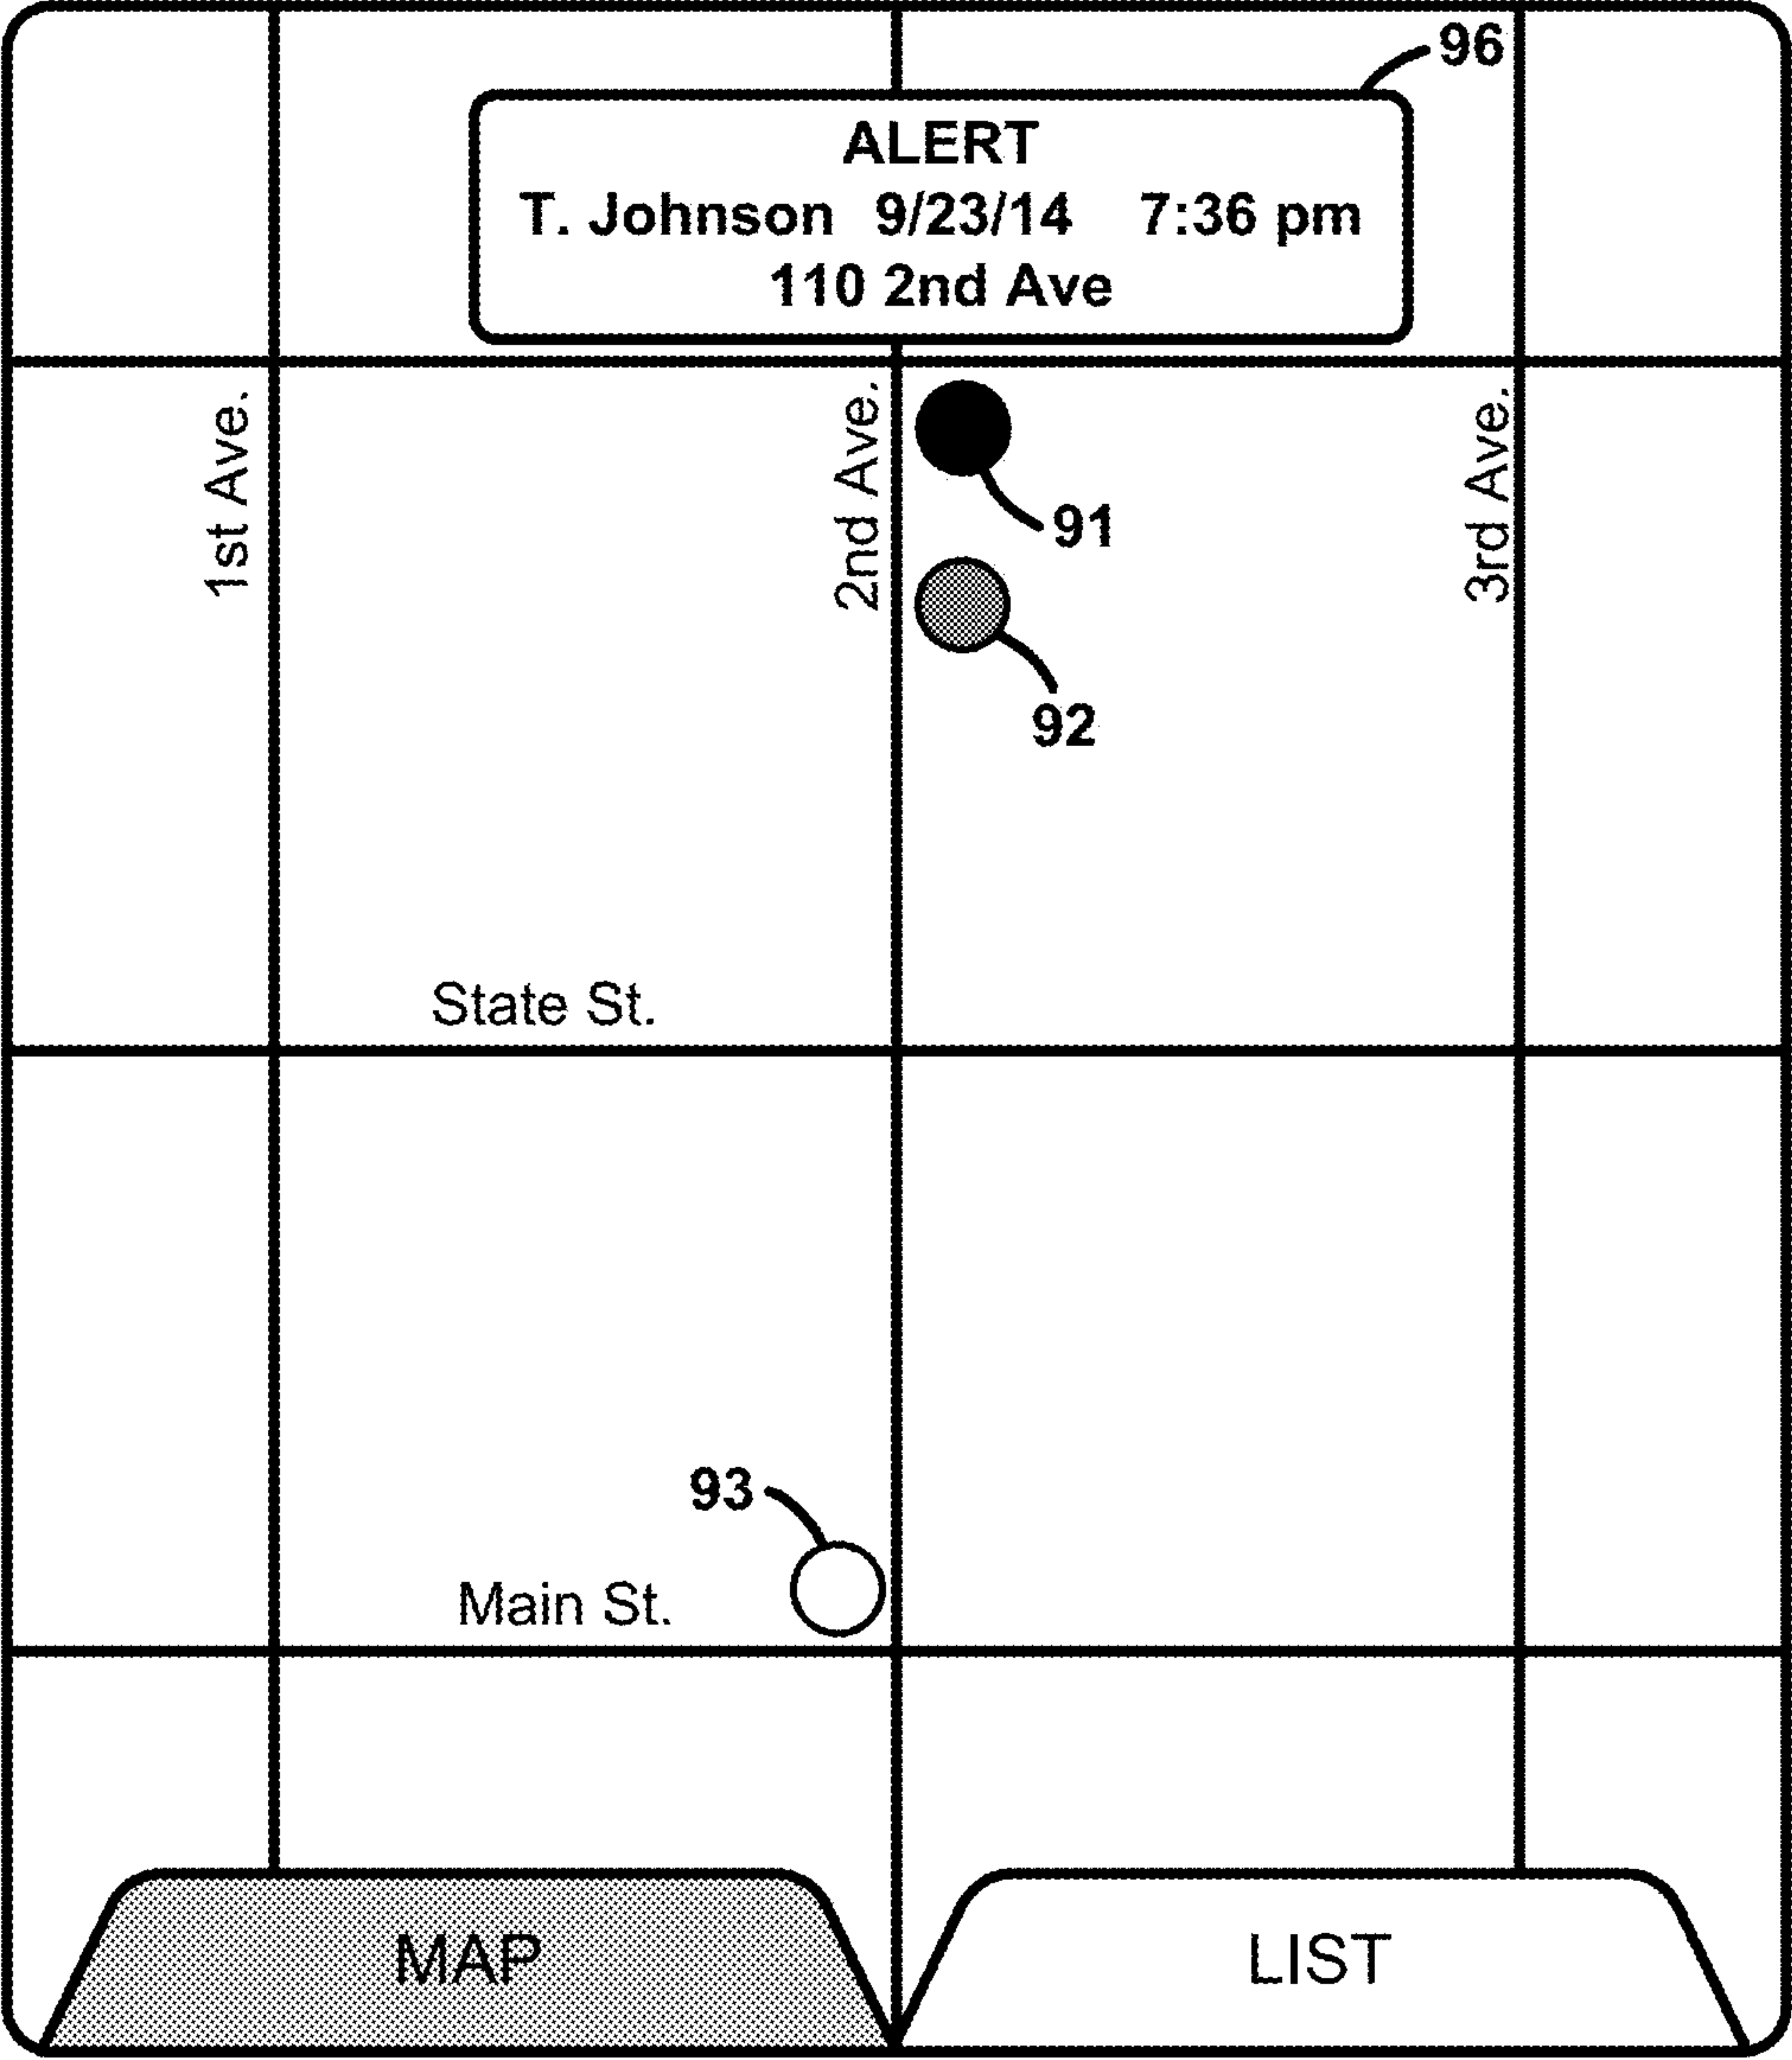 96
ALERT
T. Johnson 9/23/14 7:36 pm
110 2nd Ave
1st Ave.
2nd Ave.
3rd Ave.
91
92
State St.
93
Main St.
MAP
LIST